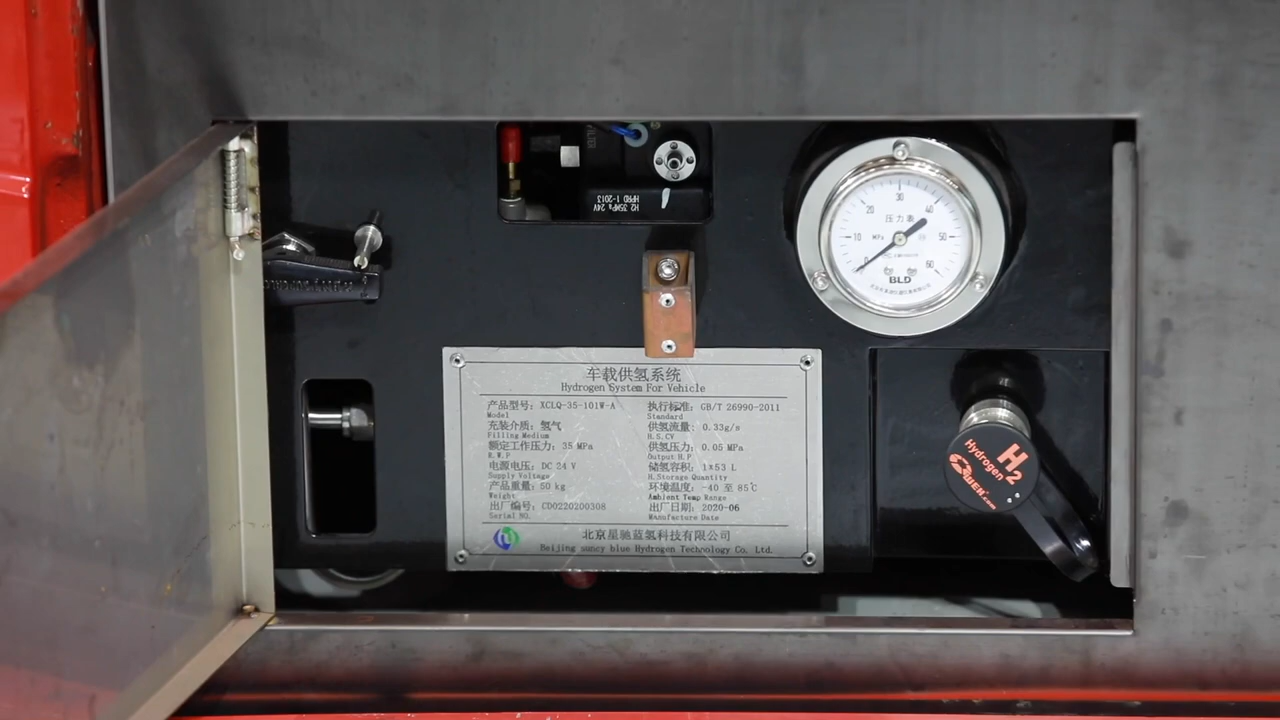 FILTER
H2 35MPa 24V
HPRD 1-2013
0
10
20
30
40
50
60
压力表
MPa
BLD
车载供氢系统
Hydrogen System For Vehicle
产品型号: XCLQ-35-101W-A
Model
充装介质: 氢气
Filling Medium
额定工作压力: 35 MPa
R.W.P
电源电压: DC 24 V
Supply Voltage
产品重量: 50 kg
Weight
出厂编号: CD0220200308
Serial NO.
执行标准: GB/T 26990-2011
Standard
供氢流量: 0.33g/s
H.S.CV
供氢压力: 0.05 MPa
Output H.P
储氢容积: 1*53 L
H.Storage Quantity
环境温度: -40 至 85℃
Ambient Temp Range
出厂日期: 2020-06
Manufacture Date
北京星驰蓝氢科技有限公司
Beijing suncy blue Hydrogen Technology Co. Ltd.
H2
Hydrogen
WEH.com